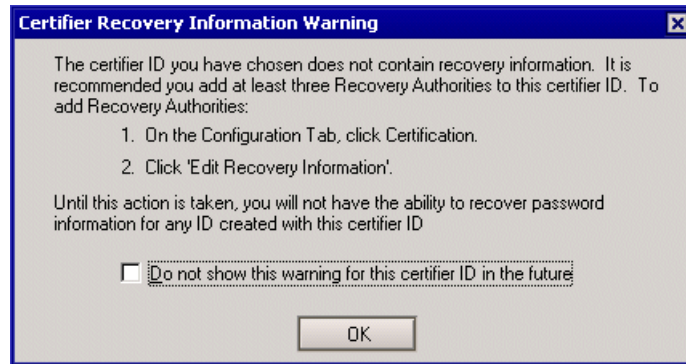 Certifier Recovery Information Warning
The certifier ID you have chosen does not contain recovery information. It is
recommended you add at least three Recovery Authorities to this certifier ID. To
add Recovery Authorities:
1. On the Configuration Tab, click Certification.
2. Click 'Edit Recovery Information'.
Until this action is taken, you will not have the ability to recover password
information for any ID created with this certifier ID
Do not show this warning for this certifier ID in the future
OK